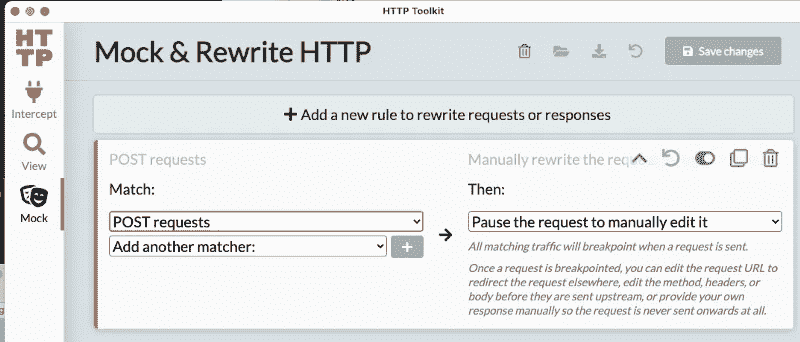 HTTP Toolkit
HT
TP
Intercept
View
Mock
Mock & Rewrite HTTP
Save changes
+ Add a new rule to rewrite requests or responses
POST requests
Manually rewrite the reque
Match:
POST requests
Add another matcher:
+
Then:
Pause the request to manually edit it
All matching traffic will breakpoint when a request is sent.
Once a request is breakpointed, you can edit the request URL to
redirect the request elsewhere, edit the method, headers, or
body before they are sent upstream, or provide your own
response manually so the request is never sent onwards at all.